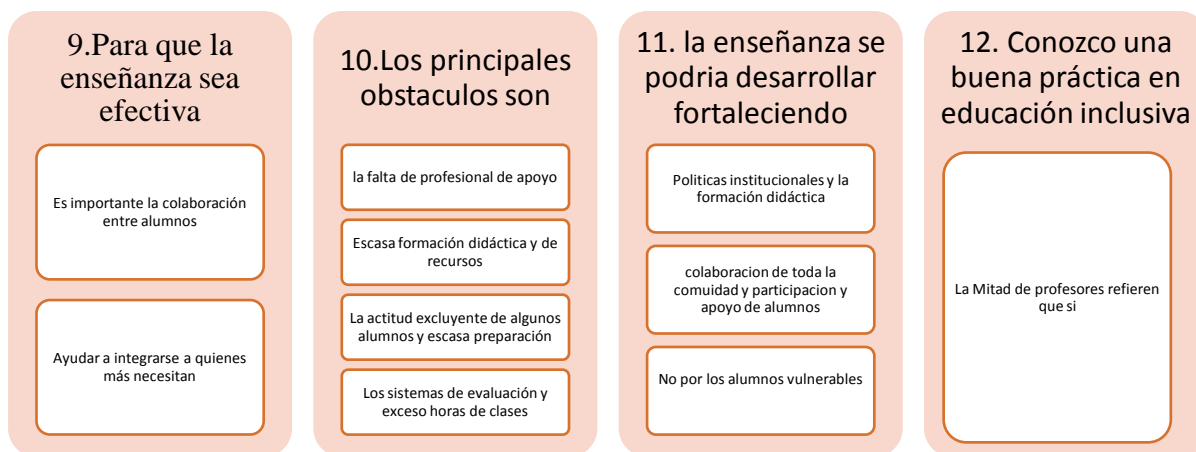 9.Para que la
enseñanza sea
efectiva
Es importante la colaboración
entre alumnos
Ayudar a integrarse a quienes
más necesitan
10.Los principales
obstaculos son
la falta de profesional de apoyo
Escasa formación didáctica y de
recursos
La actitud excluyente de algunos
alumnos y escasa preparación
Los sistemas de evaluación y
exceso horas de clases
11. la enseñanza se
podria desarrollar
fortaleciendo
Politicas institucionales y la
formación didáctica
colaboracion de toda la
comuidad y participacion y
apoyo de alumnos
No por los alumnos vulnerables
12. Conozco una
buena práctica en
educación inclusiva
La Mitad de profesores refieren
que si